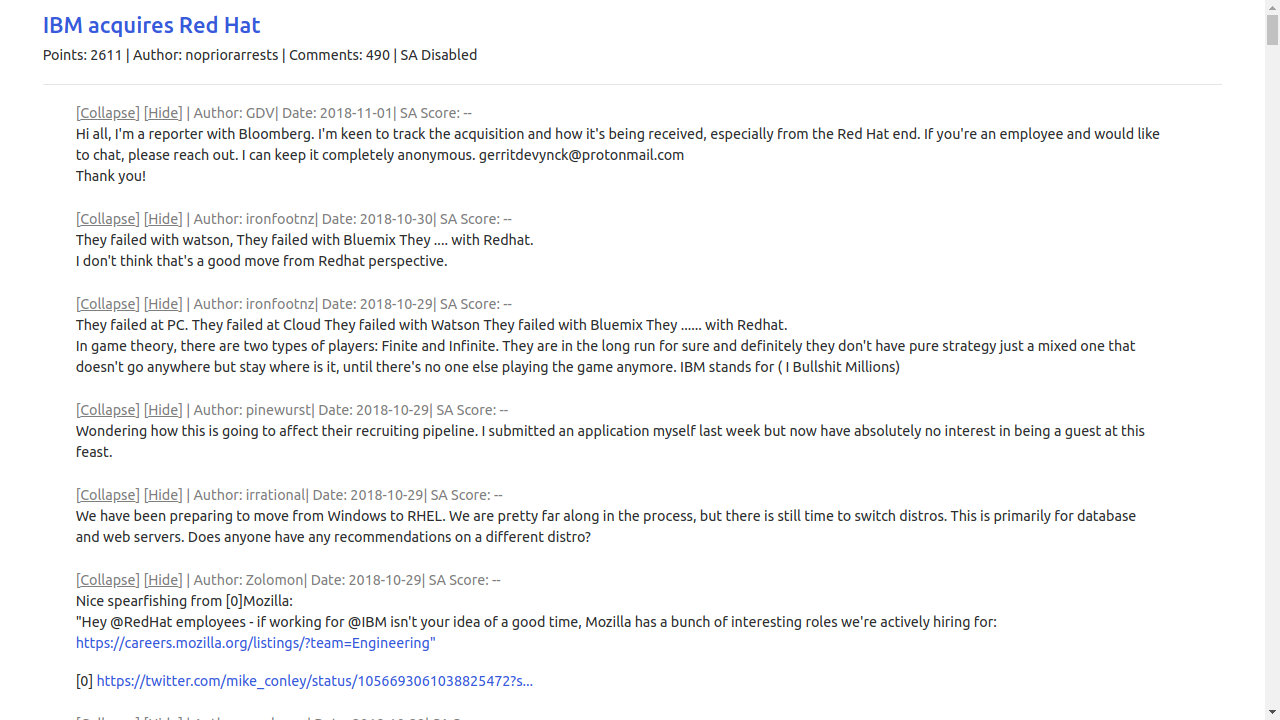 IBM acquires Red Hat
Points: 2611 | Author: nopriorarrests | Comments: 490 | SA Disabled
[Collapse] [Hide] | Author: GDV| Date: 2018-11-01| SA Score: --
Hi all, I'm a reporter with Bloomberg. I'm keen to track the acquisition and how it's being received, especially from the Red Hat end. If you're an employee and would like
to chat, please reach out. I can keep it completely anonymous. gerritdevynck@protonmail.com
Thank you!
[Collapse] [Hide] | Author: ironfootnz| Date: 2018-10-30| SA Score: --
They failed with watson, They failed with Bluemix They .... with Redhat.
I don't think that's a good move from Redhat perspective.
[Collapse] [Hide] | Author: ironfootnz| Date: 2018-10-29| SA Score: --
They failed at PC. They failed at Cloud They failed with Watson They failed with Bluemix They ...... with Redhat.
In game theory, there are two types of players: Finite and Infinite. They are in the long run for sure and definitely they don't have pure strategy just a mixed one that
doesn't go anywhere but stay where is it, until there's no one else playing the game anymore. IBM stands for ( I Bullshit Millions)
[Collapse] [Hide] | Author: pinewurst| Date: 2018-10-29| SA Score: --
Wondering how this is going to affect their recruiting pipeline. I submitted an application myself last week but now have absolutely no interest in being a guest at this
feast.
[Collapse] [Hide] | Author: irrational| Date: 2018-10-29| SA Score: --
We have been preparing to move from Windows to RHEL. We are pretty far along in the process, but there is still time to switch distros. This is primarily for database
and web servers. Does anyone have any recommendations on a different distro?
[Collapse] [Hide] | Author: Zolomon| Date: 2018-10-29| SA Score: --
Nice spearfishing from [0]Mozilla:
"Hey @RedHat employees - if working for @IBM isn't your idea of a good time, Mozilla has a bunch of interesting roles we're actively hiring for:
https://careers.mozilla.org/listings/?team=Engineering"
[0] https://twitter.com/mike_conley/status/1056693061038825472?s...